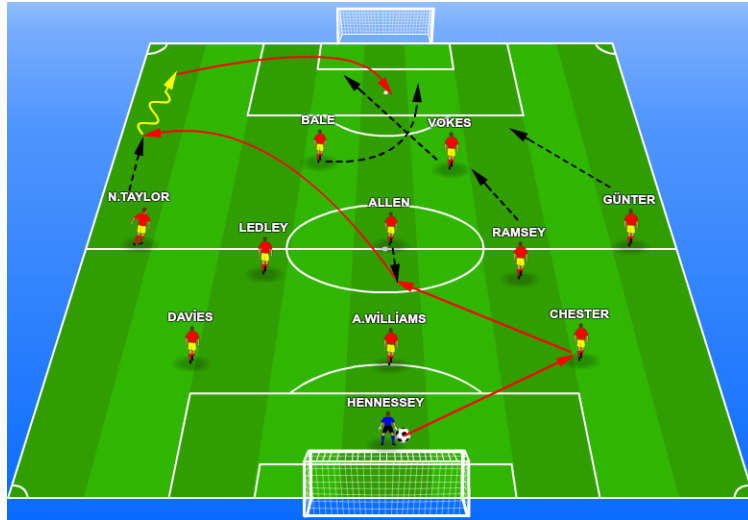 BALE
VOKES
N.TAYLOR
ALLEN
GÜNTER
LEDLEY
RAMSEY
DAVİES
A.WİLLİAMS
CHESTER
HENNESSEY